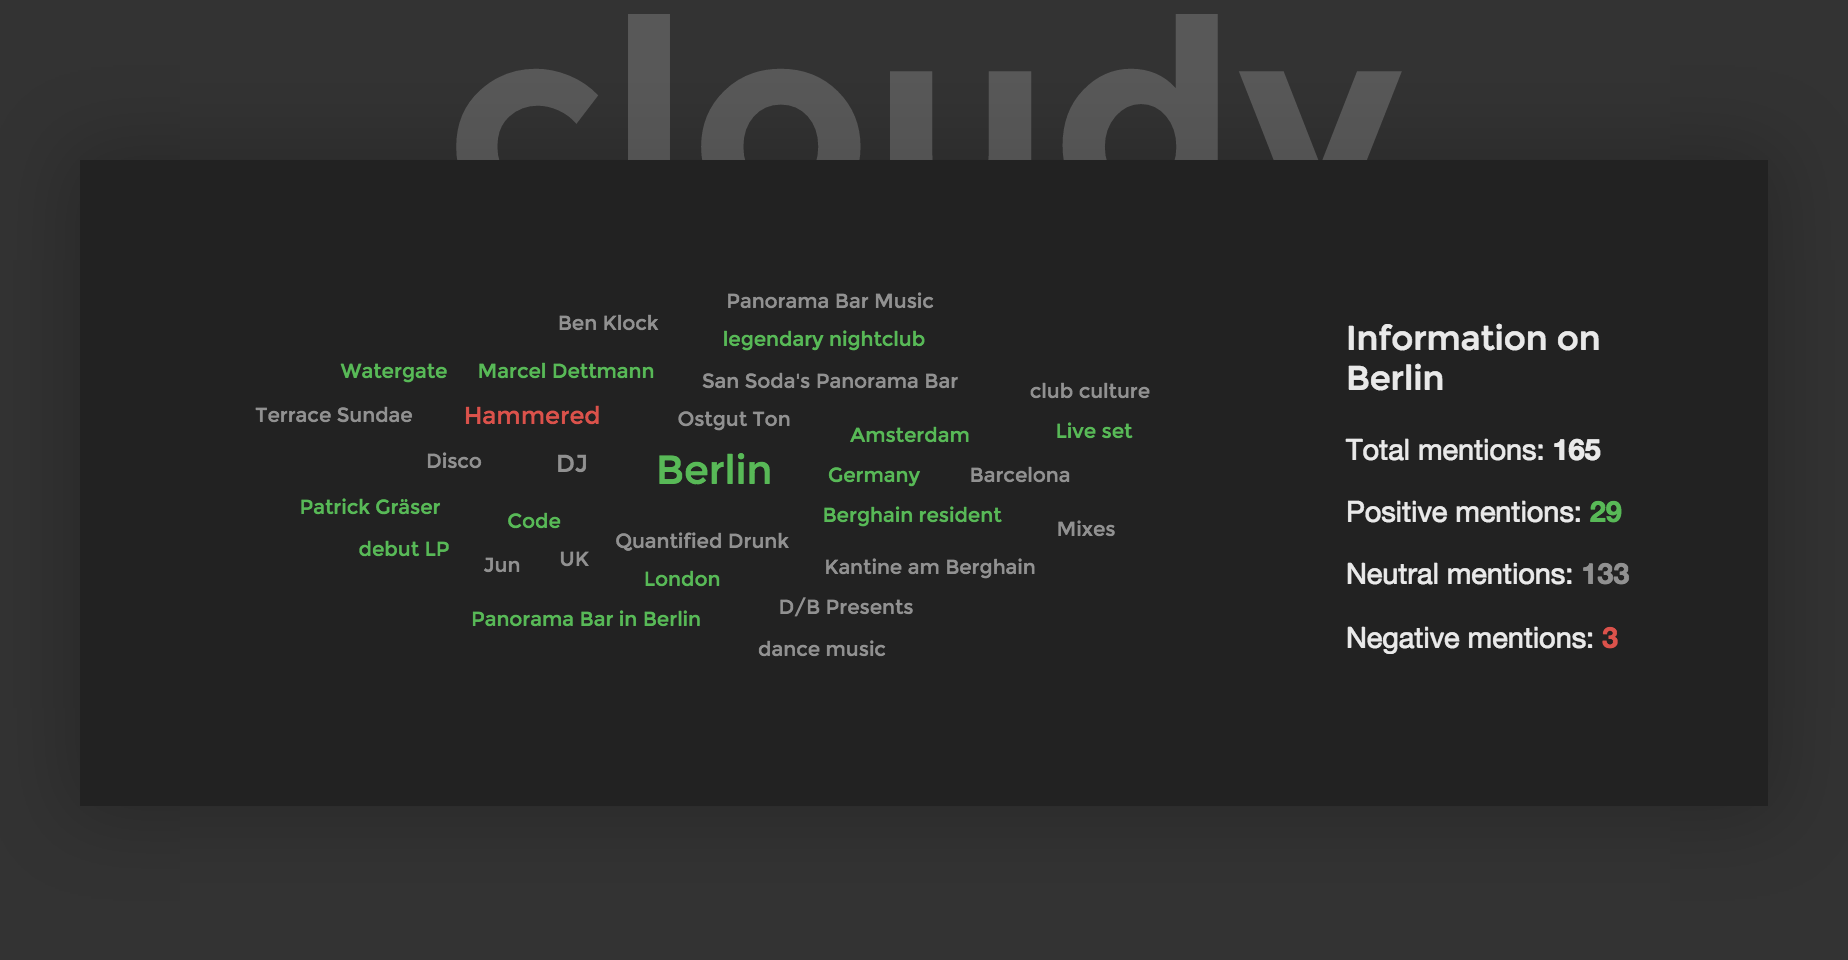 cloudy
Panorama Bar Music
Ben Klock
legendary nightclub
Watergate
Marcel Dettmann
San Soda's Panorama Bar
club culture
Terrace Sundae
Hammered
Ostgut Ton
Amsterdam
Live set
Disco
DJ
Berlin
Germany
Barcelona
Patrick Gräser
Code
Berghain resident
Mixes
debut LP
Jun
UK
Quantified Drunk
Kantine am Berghain
London
D/B Presents
Panorama Bar in Berlin
dance music
Information on
Berlin
Total mentions: 165
Positive mentions: 29
Neutral mentions: 133
Negative mentions: 3